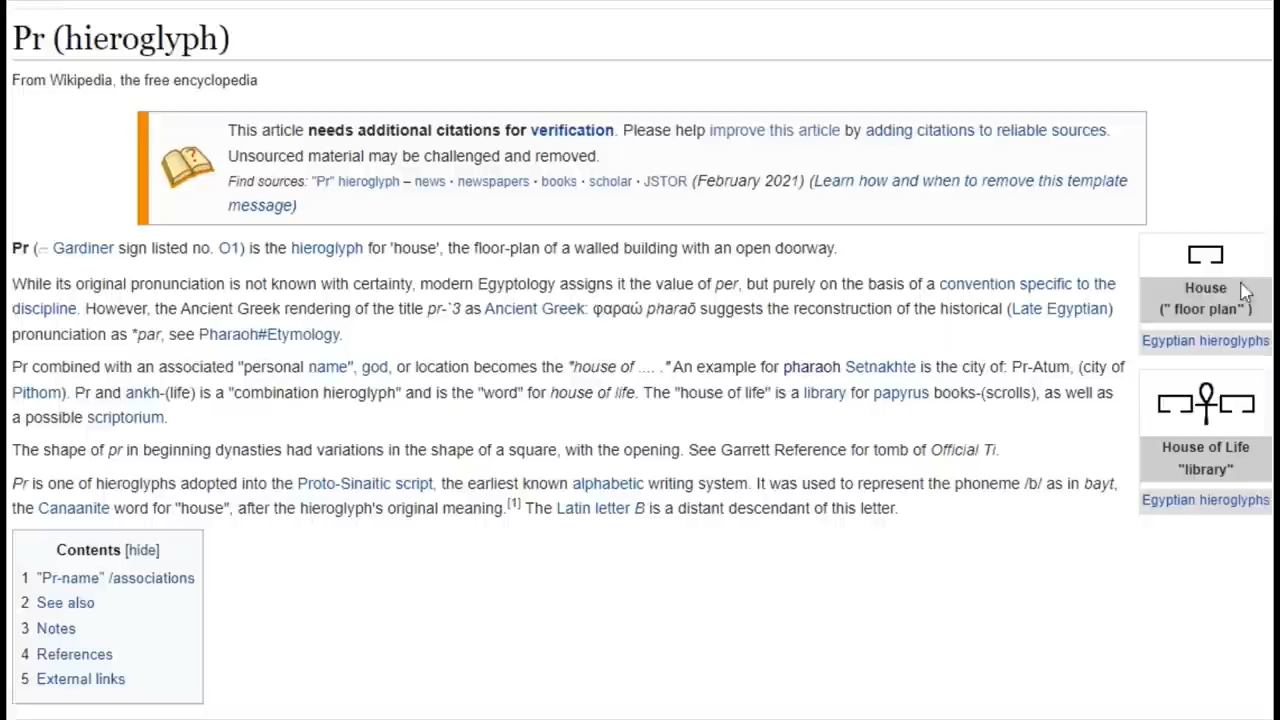 Pr (hieroglyph)
From Wikipedia, the free encyclopedia
This article needs additional citations for verification. Please help improve this article by adding citations to reliable sources.
Unsourced material may be challenged and removed.
Find sources: "Pr" hieroglyph – news · newspapers · books · scholar · JSTOR (February 2021) (Learn how and when to remove this template
message)
Pr (𓉐 Gardiner sign listed no. O1) is the hieroglyph for 'house', the floor-plan of a walled building with an open doorway.
While its original pronunciation is not known with certainty, modern Egyptology assigns it the value of per, but purely on the basis of a convention specific to the
discipline. However, the Ancient Greek rendering of the title pr-`3 as Ancient Greek: φαραώ pharaō suggests the reconstruction of the historical (Late Egyptian)
pronunciation as *par, see Pharaoh#Etymology.
Pr combined with an associated "personal name", god, or location becomes the "house of .... ." An example for pharaoh Setnakhte is the city of: Pr-Atum, (city of
Pithom). Pr and ankh-(life) is a "combination hieroglyph" and is the "word" for house of life. The "house of life" is a library for papyrus books-(scrolls), as well as
a possible scriptorium.
The shape of pr in beginning dynasties had variations in the shape of a square, with the opening. See Garrett Reference for tomb of Official Ti.
Pr is one of hieroglyphs adopted into the Proto-Sinaitic script, the earliest known alphabetic writing system. It was used to represent the phoneme /b/ as in bayt,
the Canaanite word for "house", after the hieroglyph's original meaning.[1] The Latin letter B is a distant descendant of this letter.
𓉐
House
(" floor plan" )
Egyptian hieroglyphs
𓉐𓋹𓉐
House of Life
"library"
Egyptian hieroglyphs
Contents [hide]
1 "Pr-name" /associations
2 See also
3 Notes
4 References
5 External links